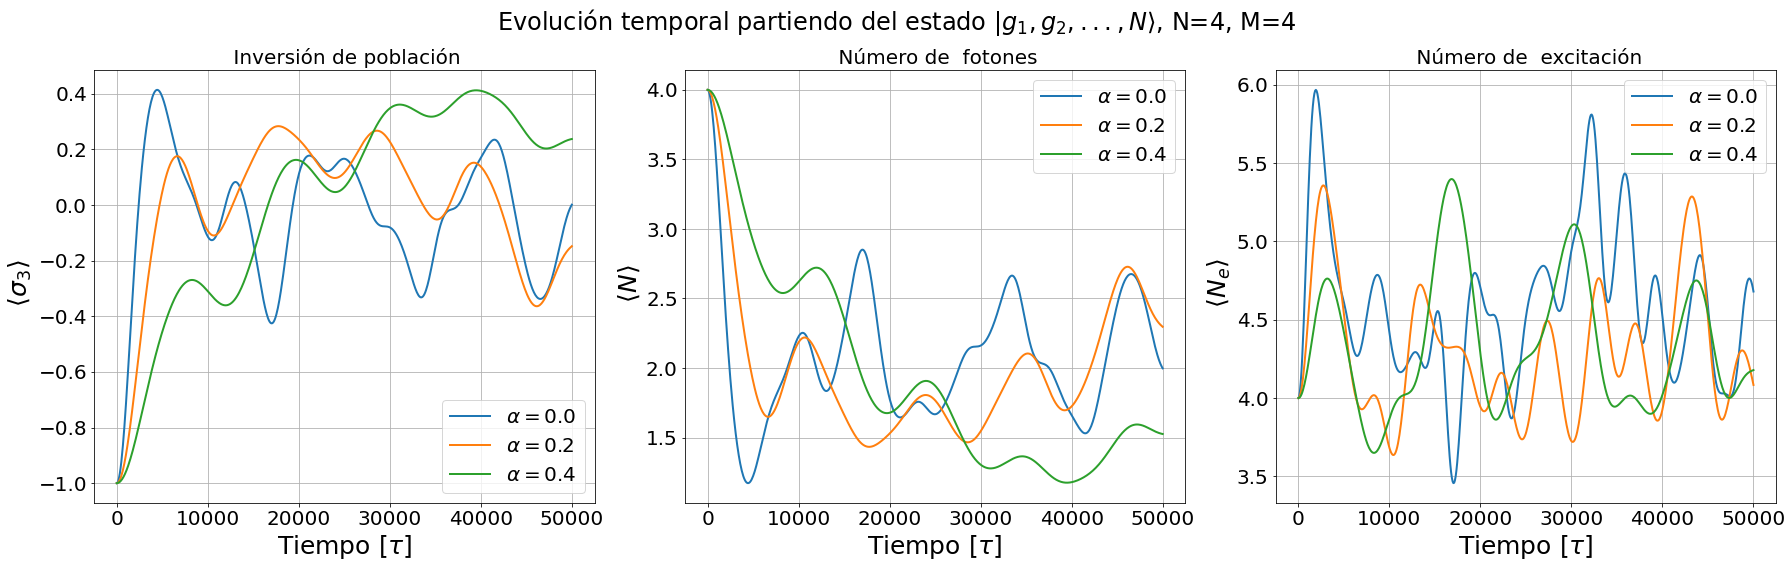 Evolución temporal partiendo del estado |g₁, g₂, . . . , N⟩, N=4, M=4
Inversión de población
⟨σ₃⟩
0.4
0.2
0.0
−0.2
−0.4
−0.6
−0.8
−1.0
α = 0.0
α = 0.2
α = 0.4
0 10000 20000 30000 40000 50000
Tiempo [τ]
Número de  fotones
⟨N⟩
4.0
3.5
3.0
2.5
2.0
1.5
α = 0.0
α = 0.2
α = 0.4
0 10000 20000 30000 40000 50000
Tiempo [τ]
Número de  excitación
⟨Nₑ⟩
6.0
5.5
5.0
4.5
4.0
3.5
α = 0.0
α = 0.2
α = 0.4
0 10000 20000 30000 40000 50000
Tiempo [τ]